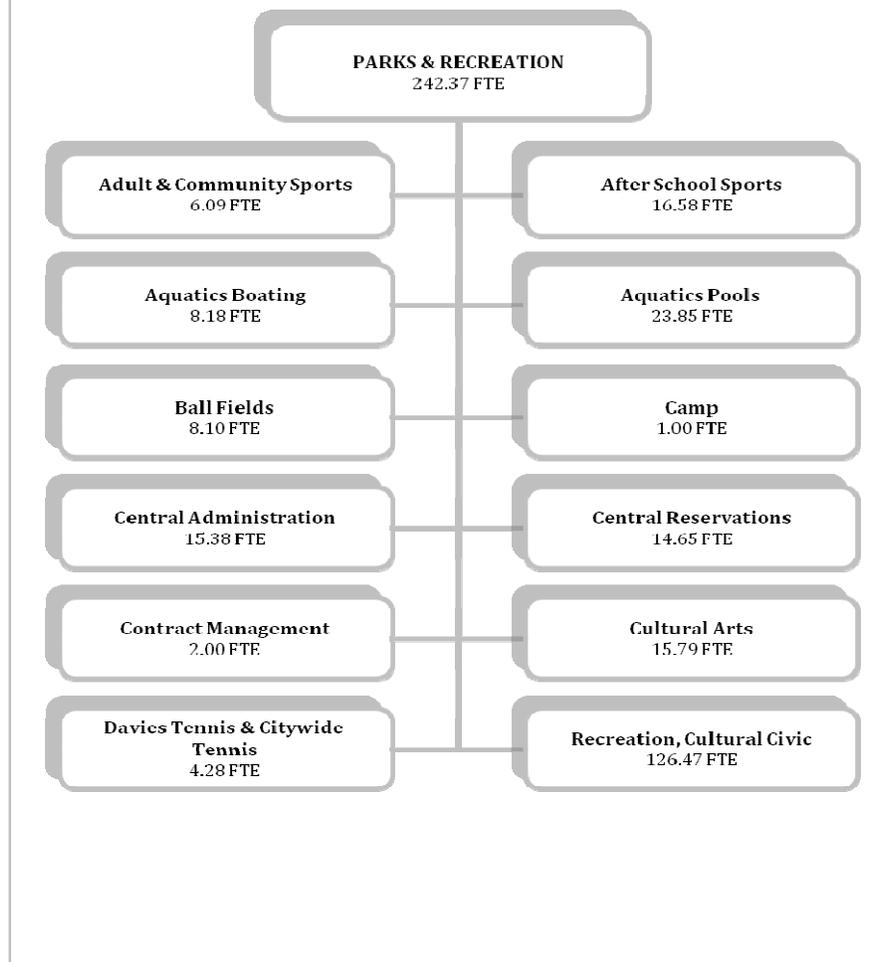 PARKS & RECREATION
242.37 FTE
Adult & Community Sports
6.09 FTE
After School Sports
16.58 FTE
Aquatics Boating
8.18 FTE
Aquatics Pools
23.85 FTE
Ball Fields
8.10 FTE
Camp
1.00 FTE
Central Administration
15.38 FTE
Central Reservations
14.65 FTE
Contract Management
2.00 FTE
Cultural Arts
15.79 FTE
Davies Tennis & Citywide
Tennis
4.28 FTE
Recreation, Cultural Civic
126.47 FTE